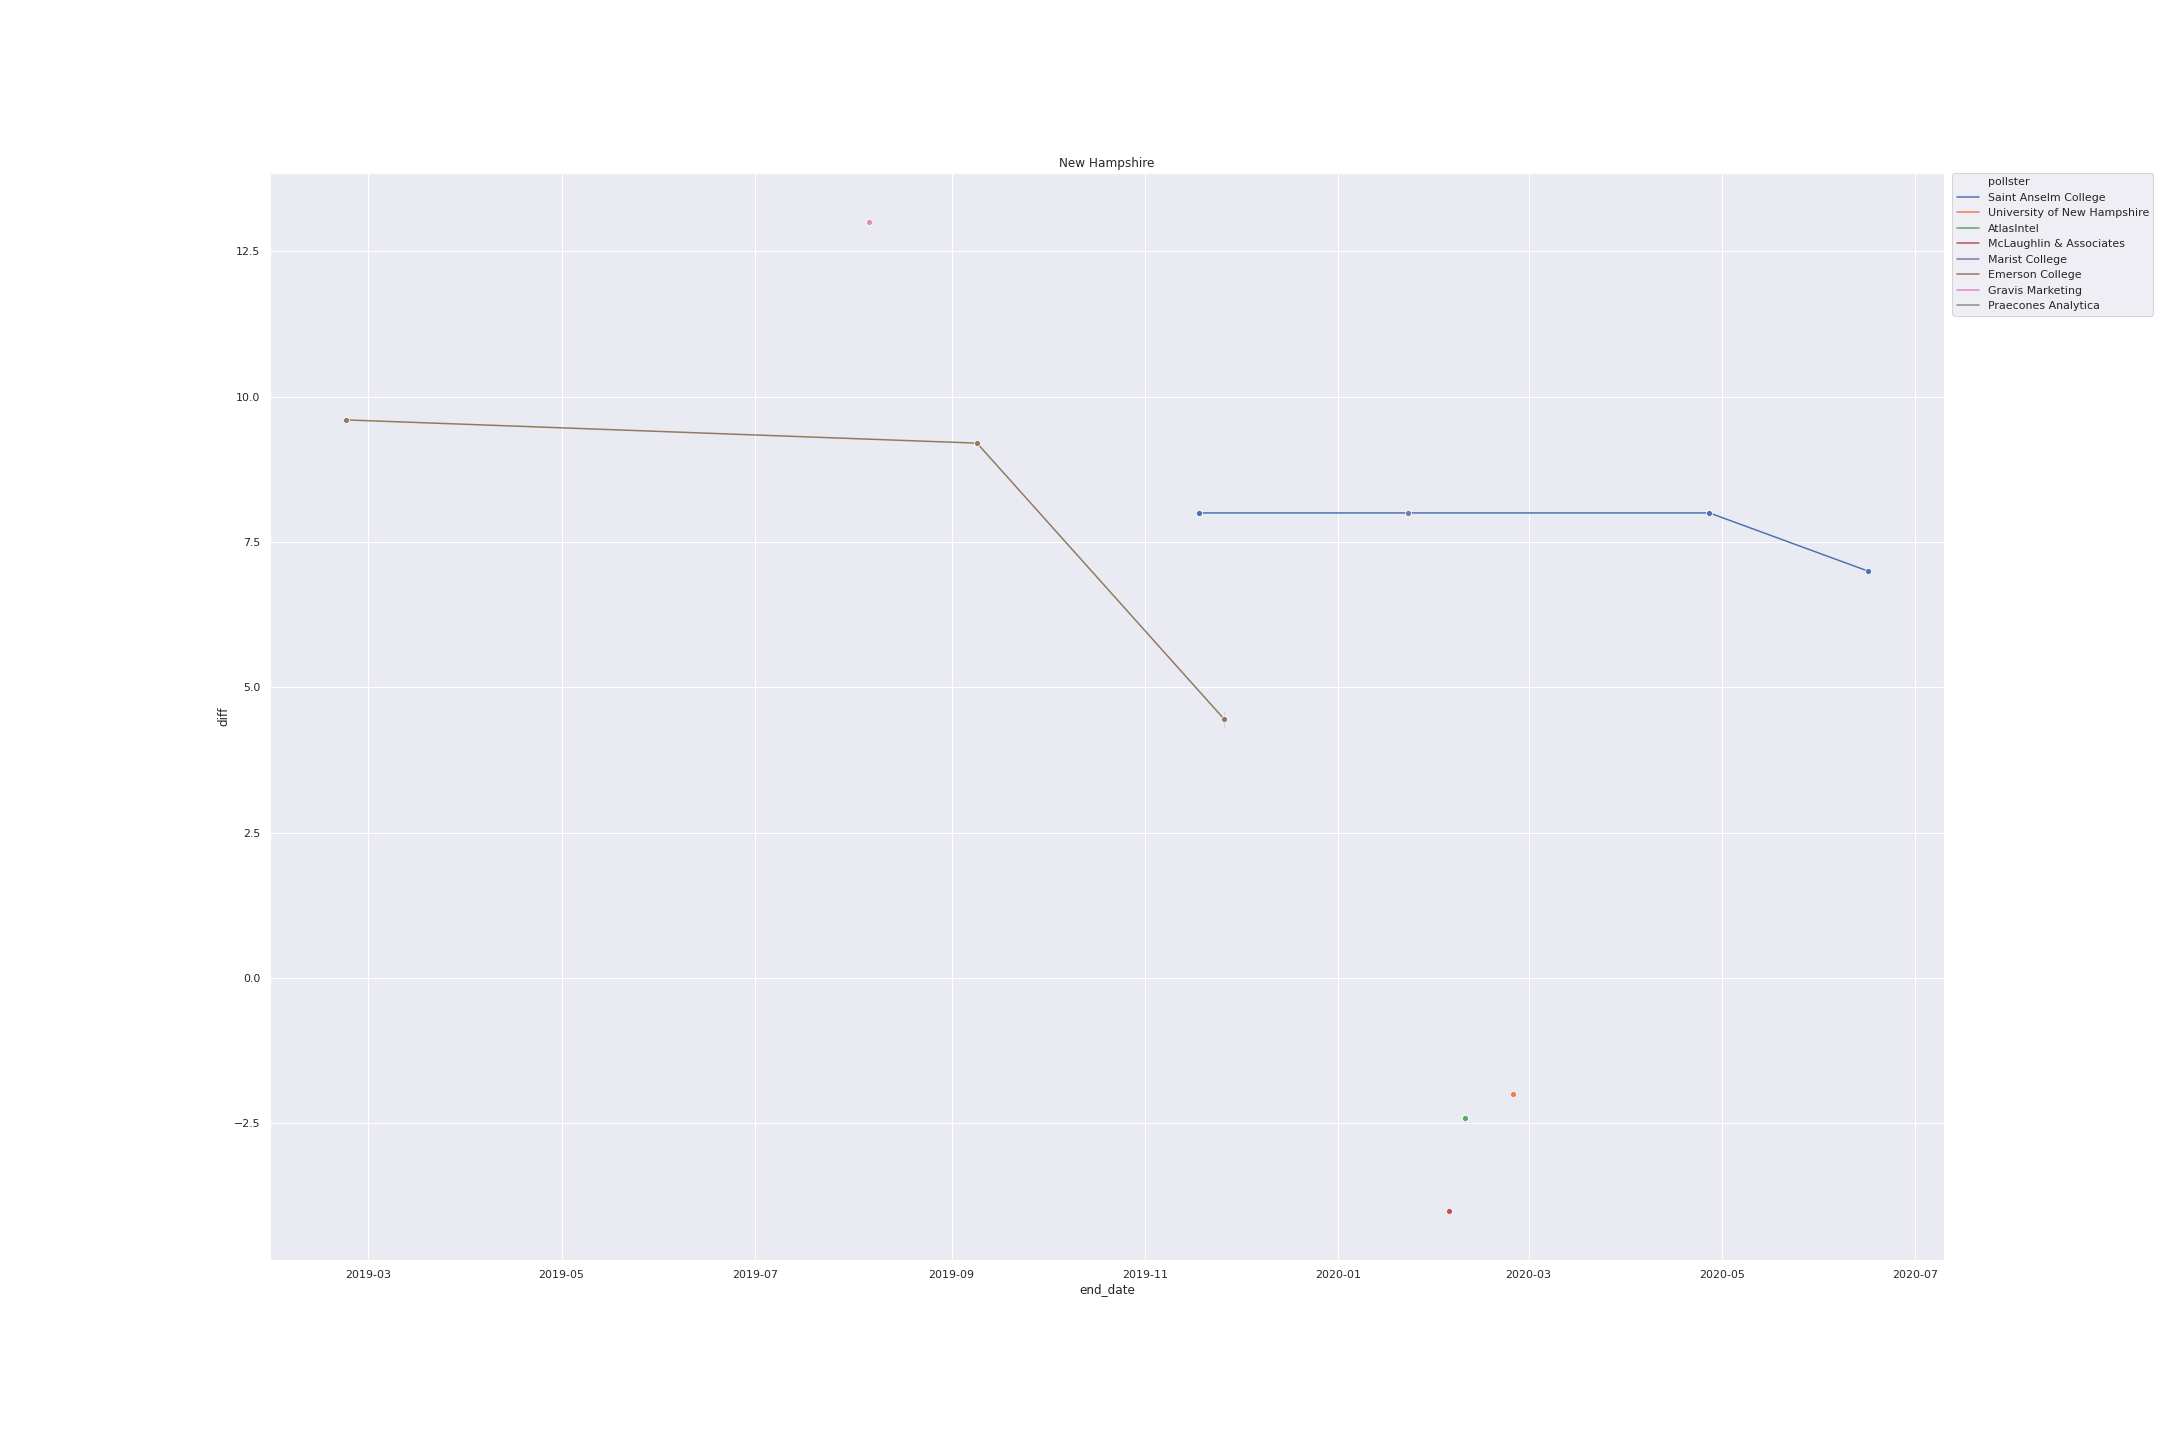 New Hampshire
pollster
Saint Anselm College
University of New Hampshire
AtlasIntel
McLaughlin & Associates
Marist College
Emerson College
Gravis Marketing
Praecones Analytica
12.5
10.0
7.5
5.0
2.5
0.0
−2.5
diff
2019-03
2019-05
2019-07
2019-09
2019-11
2020-01
2020-03
2020-05
2020-07
end_date